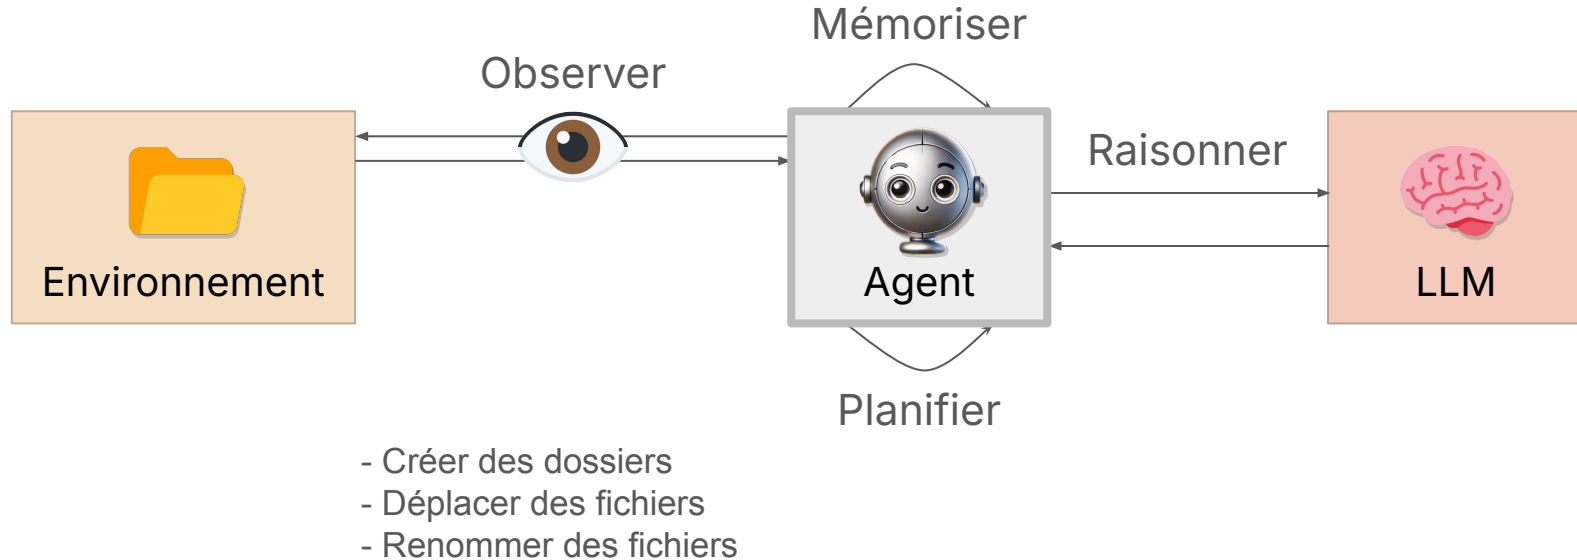 Mémoriser
Observer
Raisonner
Environnement
Agent
LLM
Planifier
- Créer des dossiers
- Déplacer des fichiers
- Renommer des fichiers